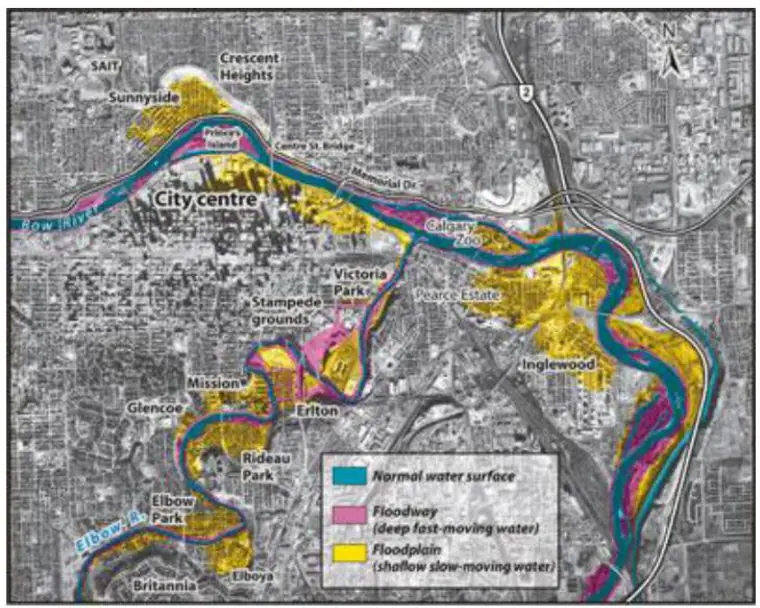 N
SAIT
Crescent
Heights
2
Sunnyside
Prince's
Island
Centre St. Bridge
Memorial Dr.
City centre
Bow River
Calgary
Zoo
Victoria
Park
Pearce Estate
Stampede
grounds
Inglewood
Mission
Glencoe
Erlton
Rideau
Park
Elbow
Park
Elbow R.
Elboya
Britannia
Normal water surface
Floodway
(deep fast-moving water)
Floodplain
(shallow slow-moving water)